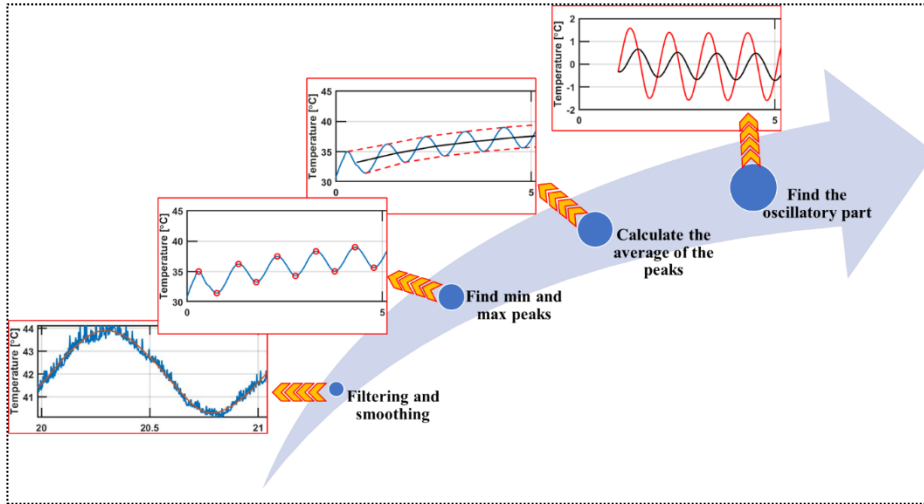 Temperature [°C]
2
1
0
-1
-2
0
5
Find the
oscillatory part
Temperature [°C]
45
40
35
30
0
5
Calculate the
average of the
peaks
Temperature [°C]
45
40
35
30
0
5
Find min and
max peaks
Temperature [°C]
44
43
42
41
20
20.5
21
Filtering and
smoothing